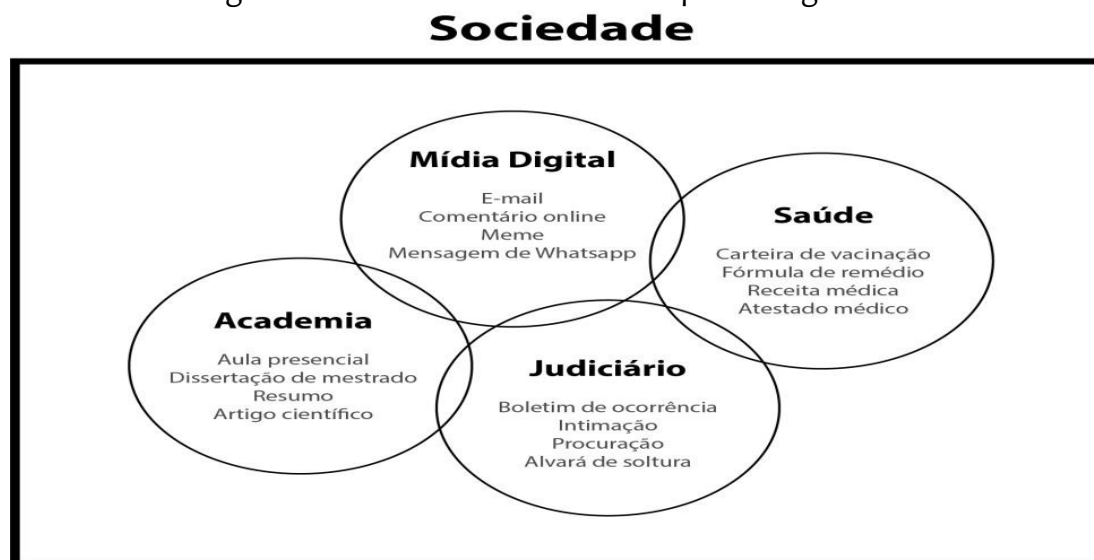 Sociedade
Mídia Digital
E-mail
Comentário online
Meme
Mensagem de Whatsapp
Saúde
Carteira de vacinação
Fórmula de remédio
Receita médica
Atestado médico
Academia
Aula presencial
Dissertação de mestrado
Resumo
Artigo científico
Judiciário
Boletim de ocorrência
Intimação
Procuração
Alvará de soltura